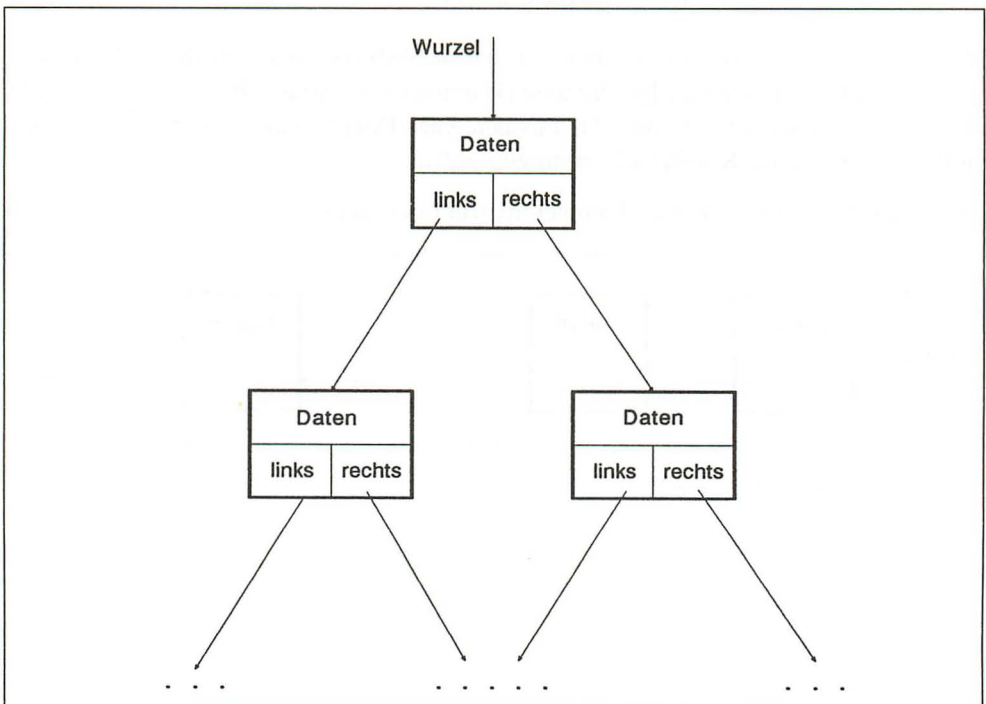 Wurzel
Daten
links rechts
Daten Daten
links rechts links rechts
. . . . . . . . . . .